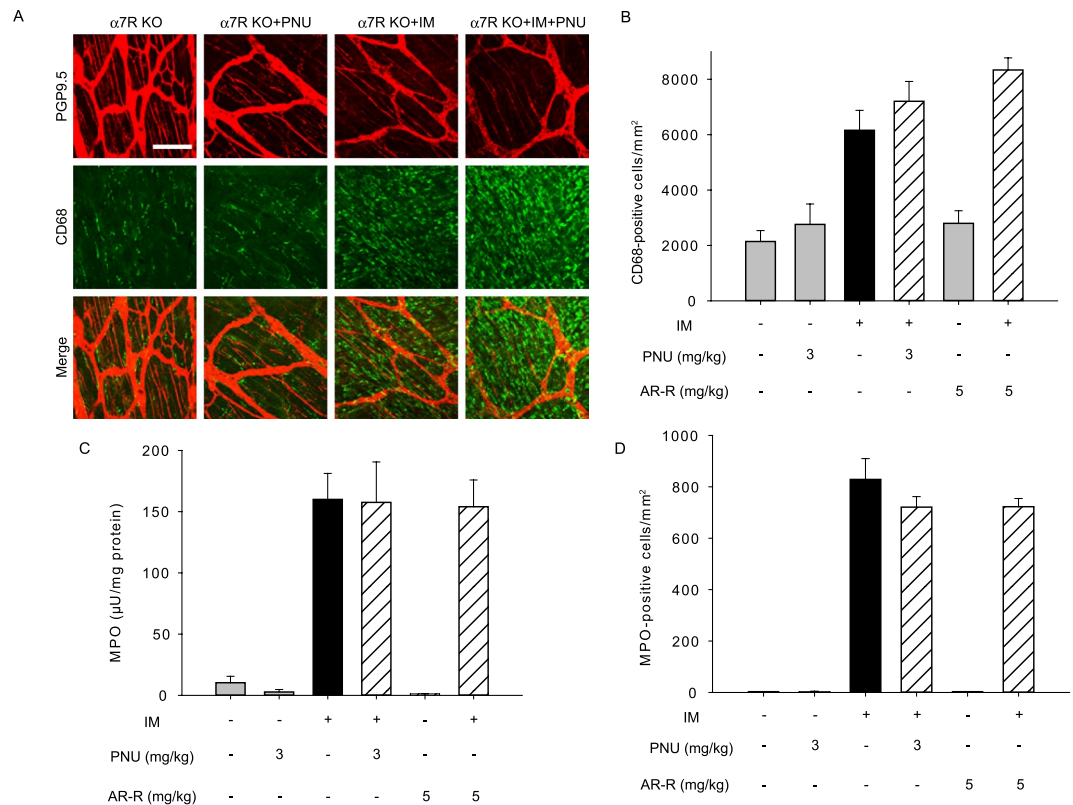 A
α7R KO
α7R KO+PNU
α7R KO+IM
α7R KO+IM+PNU
PGP9.5
CD68
Merge
B
CD68-positive cells/mm²
8000
6000
4000
2000
0
IM - - + + - +
PNU (mg/kg) - 3 - 3 - -
AR-R (mg/kg) - - - - 5 5
C
MPO (µU/mg protein)
200
150
100
50
0
IM - - + + - +
PNU (mg/kg) - 3 - 3 - -
AR-R (mg/kg) - - - - 5 5
D
MPO-positive cells/mm²
1000
800
600
400
200
0
IM - - + + - +
PNU (mg/kg) - 3 - 3 - -
AR-R (mg/kg) - - - - 5 5